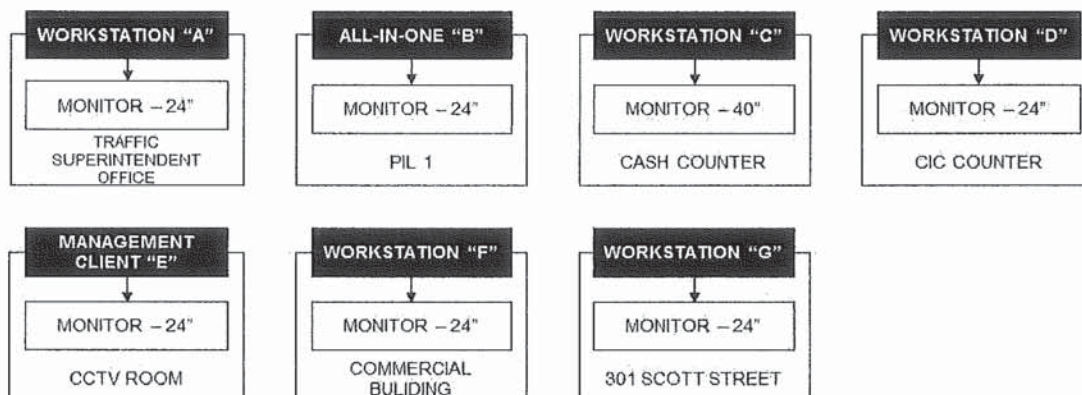 WORKSTATION “A”
MONITOR – 24”
TRAFFIC
SUPERINTENDENT
OFFICE
ALL-IN-ONE “B”
MONITOR – 24”
PIL 1
WORKSTATION “C”
MONITOR – 40”
CASH COUNTER
WORKSTATION “D”
MONITOR – 24”
CIC COUNTER
MANAGEMENT
CLIENT “E”
MONITOR – 24”
CCTV ROOM
WORKSTATION “F”
MONITOR – 24”
COMMERCIAL
BULIDING
WORKSTATION “G”
MONITOR – 24”
301 SCOTT STREET